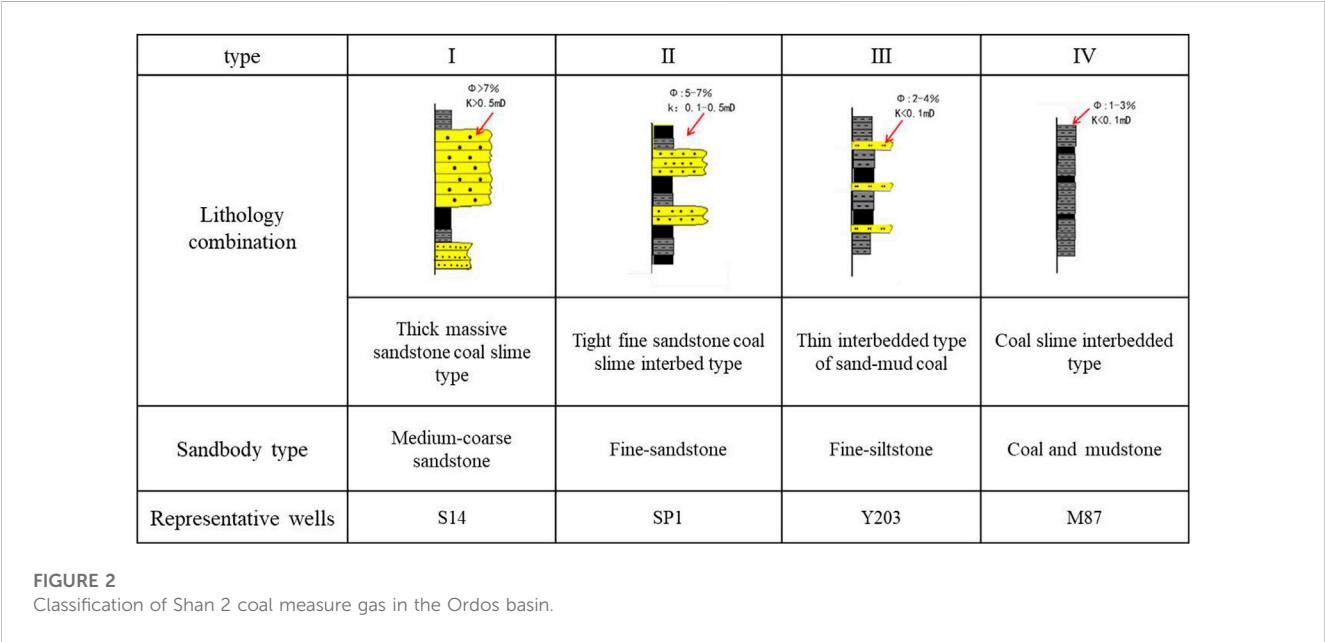 type I II III IV
Lithology
combination
Φ>7%
K>0.5mD
Φ:5-7%
k: 0.1-0.5mD
Φ:2-4%
K<0.1mD
Φ:1-3%
K<0.1mD
Thick massive
sandstone coal slime
type
Tight fine sandstone coal
slime interbed type
Thin interbedded type
of sand-mud coal
Coal slime interbedded
type
Sandbody type
Medium-coarse
sandstone
Fine-sandstone
Fine-siltstone
Coal and mudstone
Representative wells S14 SP1 Y203 M87
FIGURE 2
Classification of Shan 2 coal measure gas in the Ordos basin.